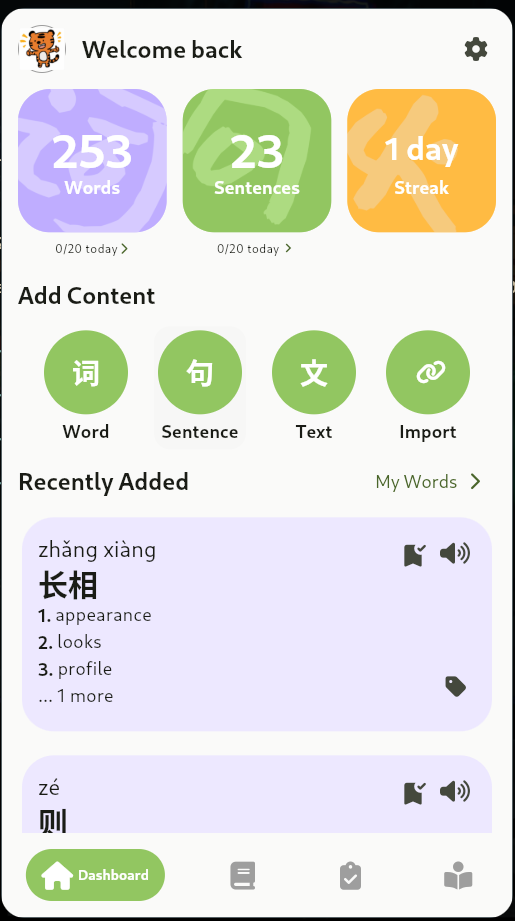 Welcome back
253
Words
23
Sentences
1 day
Streak
0/20 today
0/20 today
Add Content
词
句
文
Word
Sentence
Text
Import
Recently Added
My Words
zhǎng xiàng
长相
1. appearance
2. looks
3. profile
... 1 more
zé
则
Dashboard